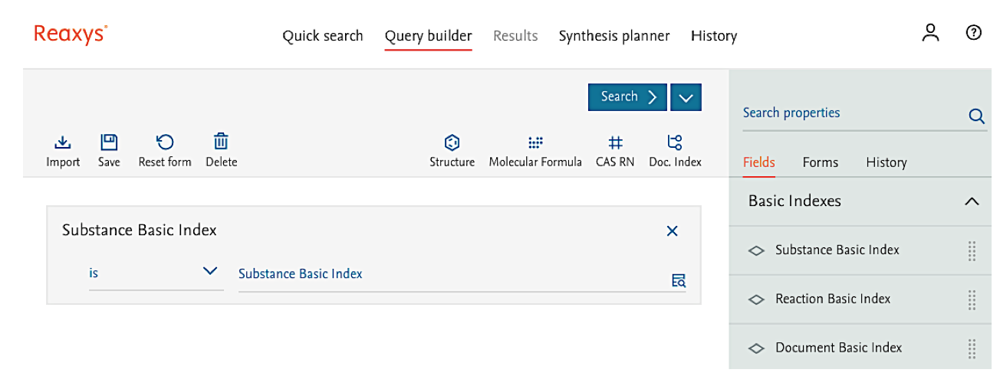 Reaxys®
Quick search Query builder Results Synthesis planner History
Search
Import Save Reset form Delete
Structure Molecular Formula CAS RN Doc. Index
Substance Basic Index
is Substance Basic Index
Search properties
Fields Forms History
Basic Indexes
Substance Basic Index
Reaction Basic Index
Document Basic Index